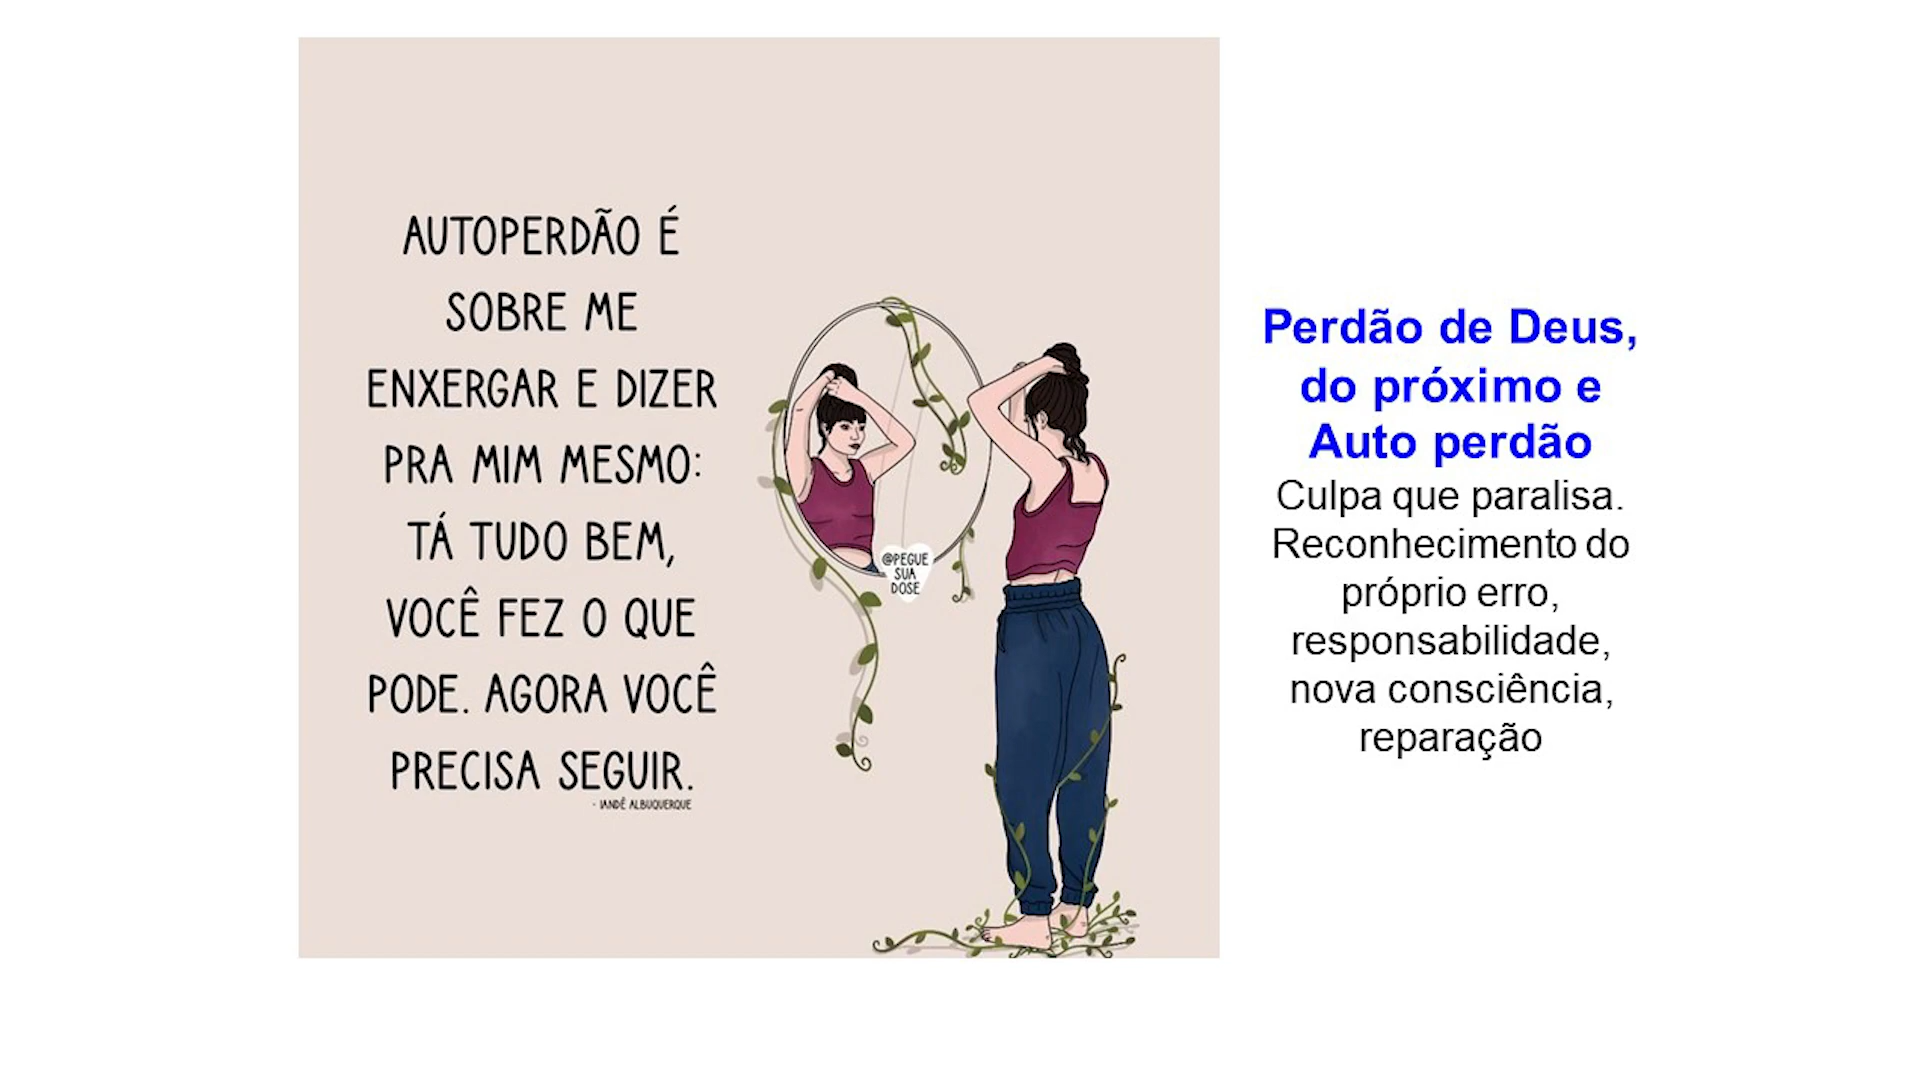 AUTOPERDÃO É
SOBRE ME
ENXERGAR E DIZER
PRA MIM MESMO:
TÁ TUDO BEM,
VOCÊ FEZ O QUE
PODE. AGORA VOCÊ
PRECISA SEGUIR.
- IANDÊ ALBUQUERQUE
@PEGUE
SUA
DOSE
Perdão de Deus,
do próximo e
Auto perdão
Culpa que paralisa.
Reconhecimento do
próprio erro,
responsabilidade,
nova consciência,
reparação